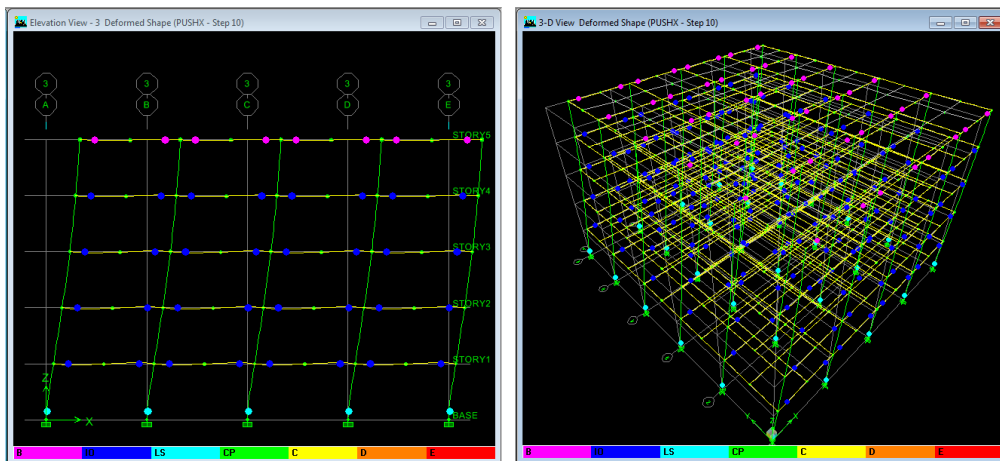 Elevation View - 3 Deformed Shape (PUSHX - Step 10)
3 3 3 3 3
A B C D E
STORY5
STORY4
STORY3
STORY2
STORY1
Z
X
BASE
B IO LS CP C D E
3-D View Deformed Shape (PUSHX - Step 10)
Y Z X
B IO LS CP C D E